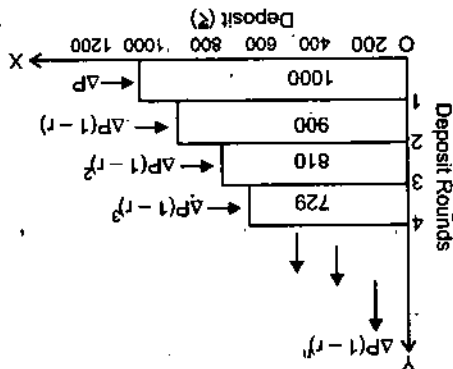 Y
ΔP(1 – r)ⁿ
4
729
ΔP(1 – r)³
3
810
ΔP(1 – r)²
2
900
ΔP(1 – r)
1
1000
ΔP
O 200 400 600 800 1000 1200 X
Deposit (₹)
Deposit Rounds